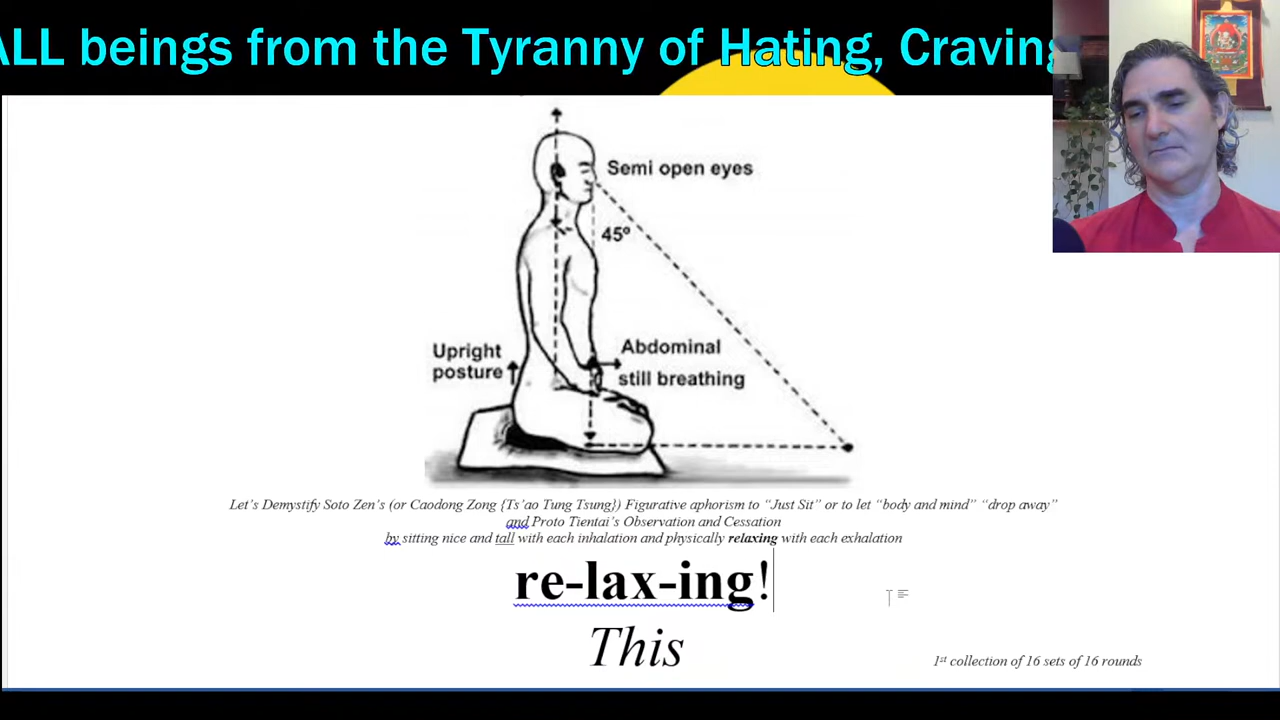 ALL beings from the Tyranny of Hating, Craving
Semi open eyes
45º
Upright
posture
Abdominal
still breathing
Let’s Demystify Soto Zen’s (or Caodong Zong {Ts’ao Tung Tsung}) Figurative aphorism to “Just Sit” or to let “body and mind” “drop away”
and Proto Tientai’s Observation and Cessation
by sitting nice and tall with each inhalation and physically relaxing with each exhalation
re-lax-ing!
This
1st collection of 16 sets of 16 rounds